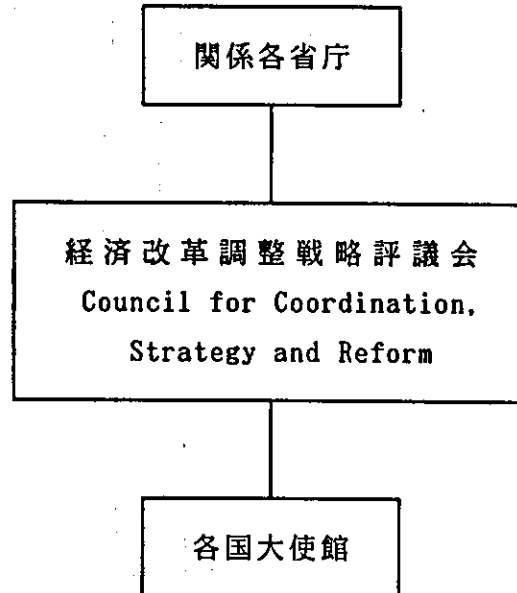 関係各省庁
経済改革調整戦略評議会
Council for Coordination,
Strategy and Reform
各国大使館